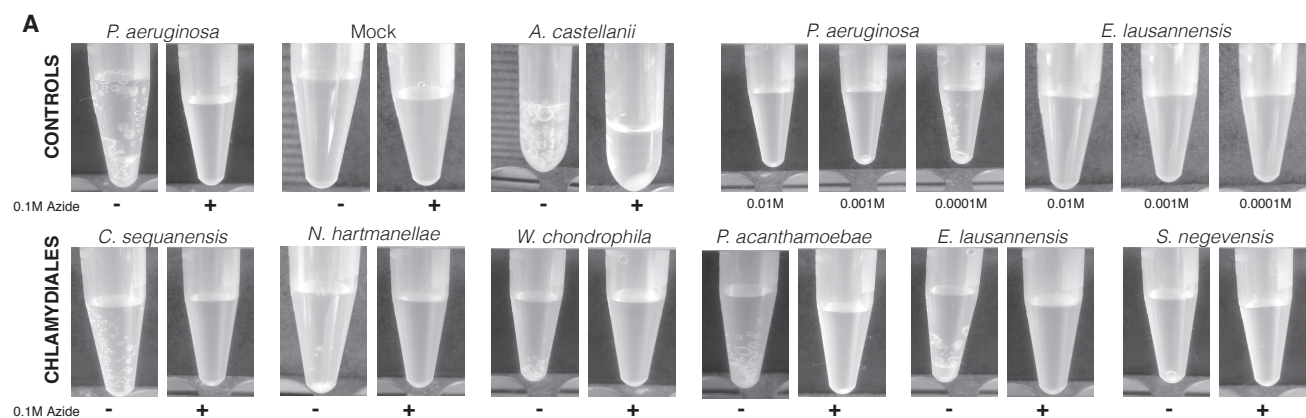 A
P. aeruginosa Mock A. castellanii P. aeruginosa E. lausannensis
CONTROLS
0.01M 0.001M 0.0001M 0.01M 0.001M 0.0001M
0.1M Azide - + - + - +
C. sequanensis N. hartmanellae W. chondrophila P. acanthamoebae E. lausannensis S. negevensis
CHLAMYDIALES
0.1M Azide - + - + - + - + - + - +